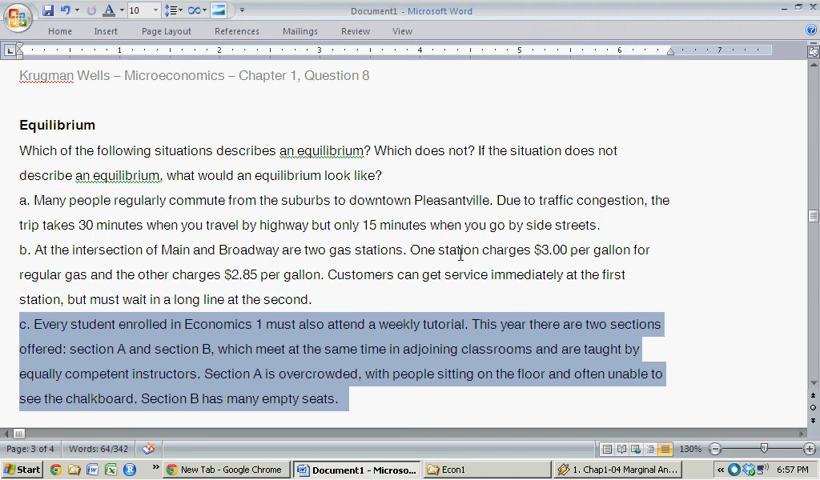 Document1 - Microsoft Word
10
Home Insert Page Layout References Mailings Review View
1 2 3 4 5 6 7
Krugman Wells – Microeconomics – Chapter 1, Question 8
Equilibrium
Which of the following situations describes an equilibrium? Which does not? If the situation does not
describe an equilibrium, what would an equilibrium look like?
a. Many people regularly commute from the suburbs to downtown Pleasantville. Due to traffic congestion, the
trip takes 30 minutes when you travel by highway but only 15 minutes when you go by side streets.
b. At the intersection of Main and Broadway are two gas stations. One station charges $3.00 per gallon for
regular gas and the other charges $2.85 per gallon. Customers can get service immediately at the first
station, but must wait in a long line at the second.
c. Every student enrolled in Economics 1 must also attend a weekly tutorial. This year there are two sections
offered: section A and section B, which meet at the same time in adjoining classrooms and are taught by
equally competent instructors. Section A is overcrowded, with people sitting on the floor and often unable to
see the chalkboard. Section B has many empty seats.
Page: 3 of 4 Words: 64/342 130%
Start » New Tab - Google Chrome Document1 - Microso... Econ1 1. Chap1-04 Marginal An... « 6:57 PM